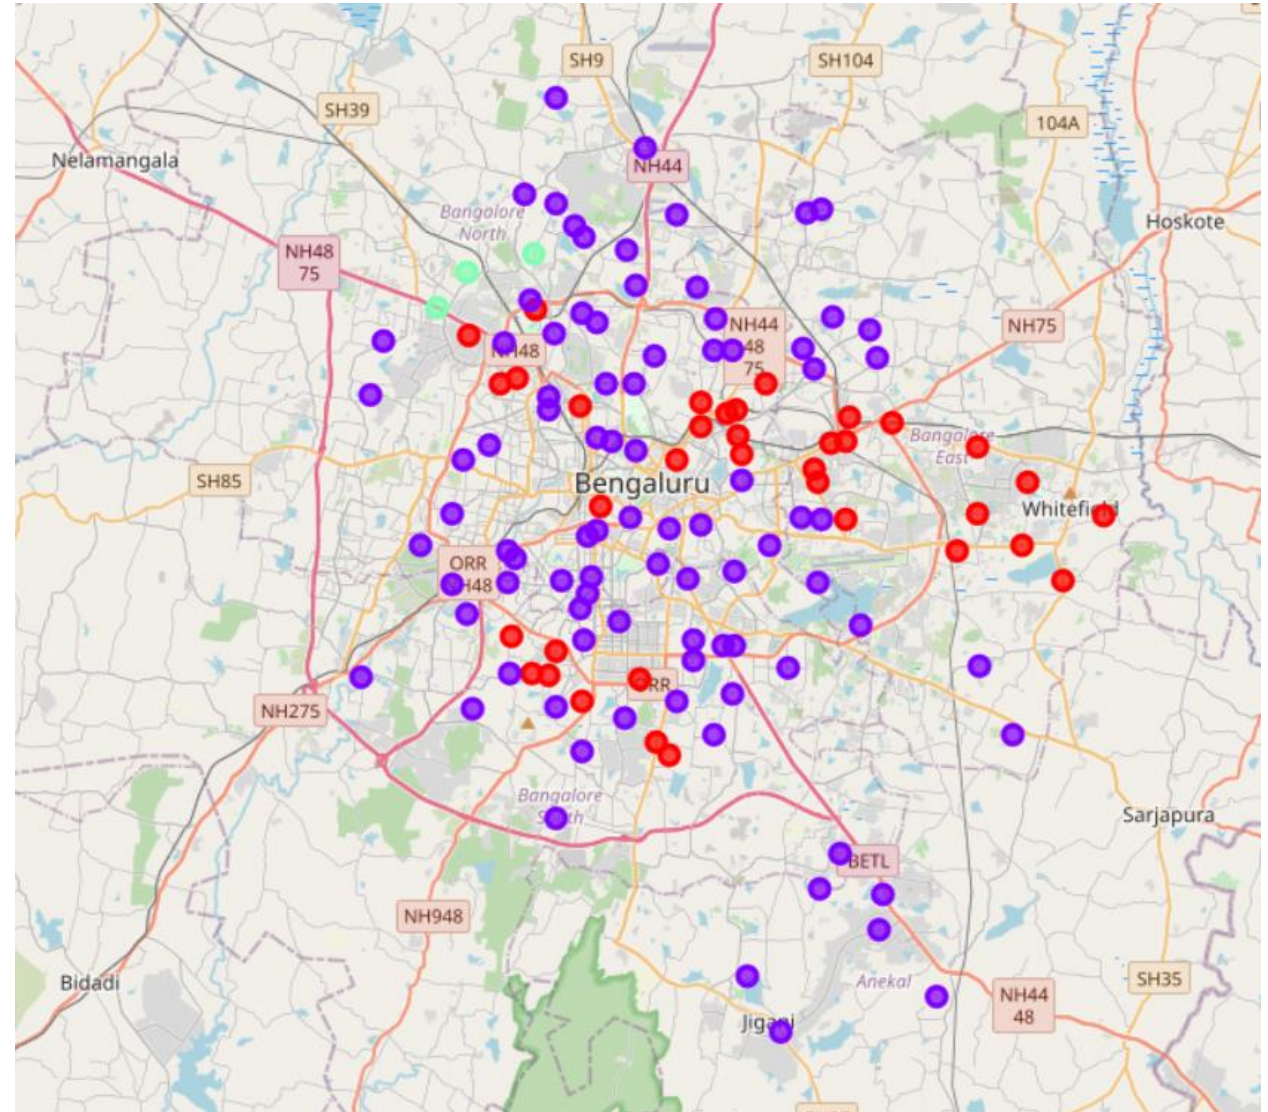 SH9
SH104
SH39
104A
Nelamangala
NH44
Bangalore
North
Hoskote
NH48
75
NH44
48
75
NH75
NH48
Bangalore
East
SH85
Bengaluru
Whitefield
ORR
NH48
ORR
NH275
Bangalore
South
Sarjapura
BETL
NH948
Bidadi
Anekal
SH35
NH44
48
Jigani